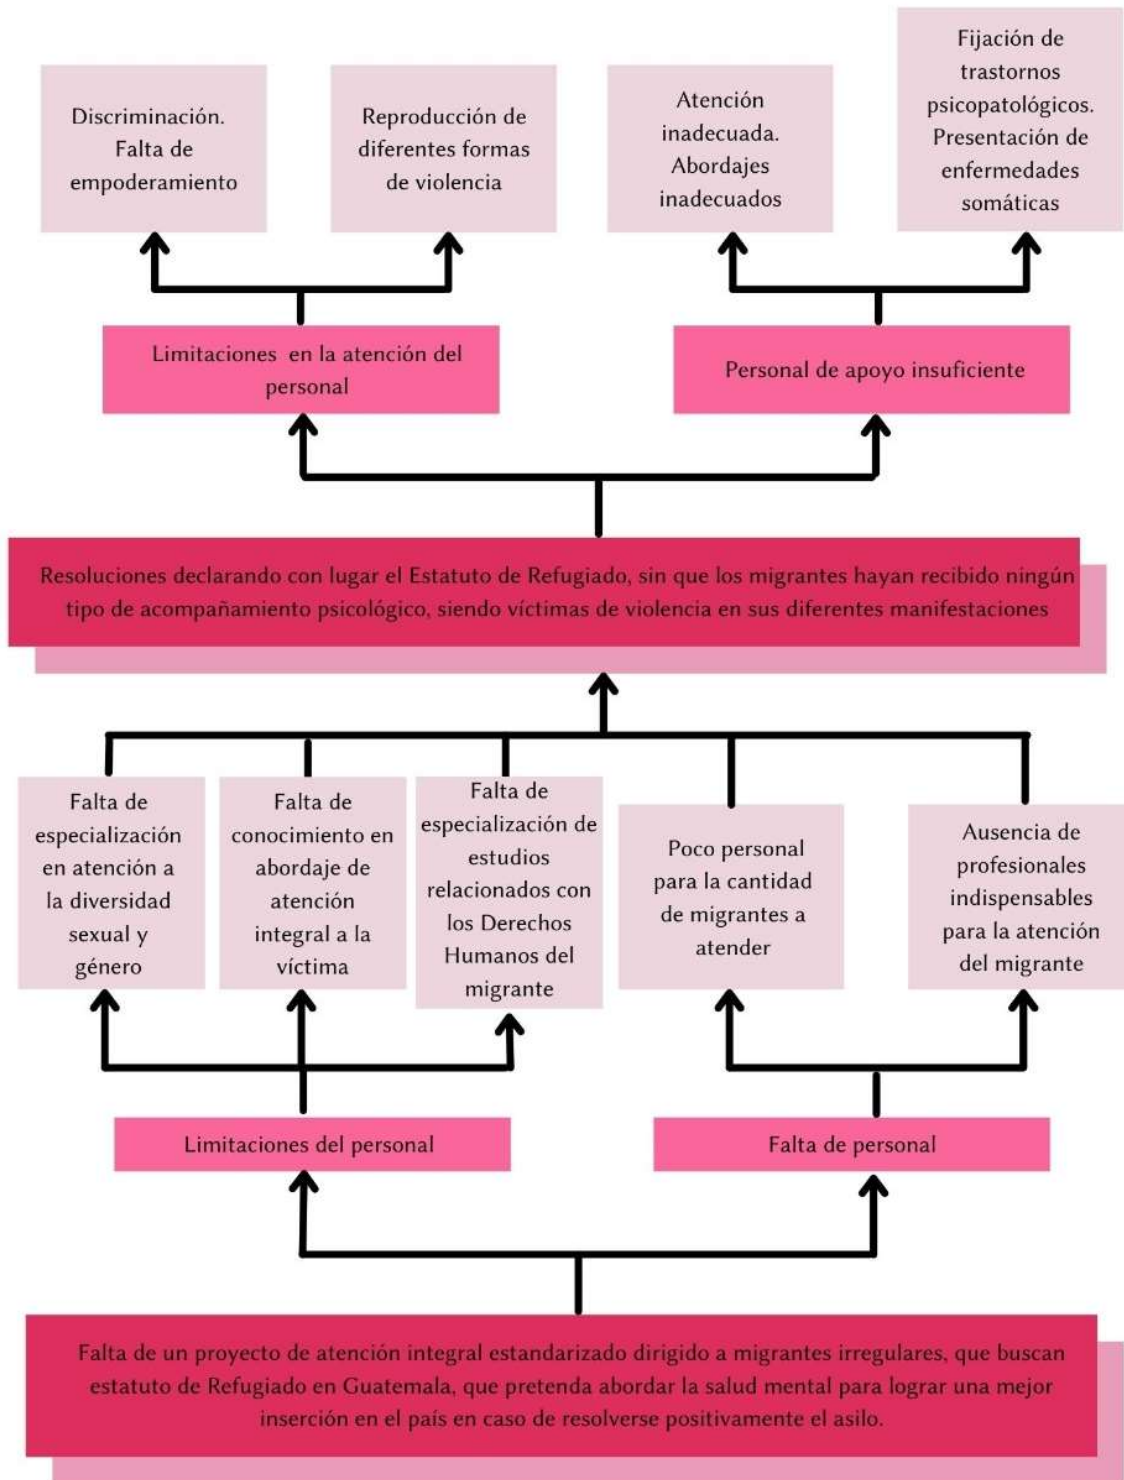 Discriminación.
Falta de
empoderamiento
Reproducción de
diferentes formas
de violencia
Atención
inadecuada.
Abordajes
inadecuados
Fijación de
trastornos
psicopatológicos.
Presentación de
enfermedades
somáticas
Limitaciones en la atención del
personal
Personal de apoyo insuficiente
Resoluciones declarando con lugar el Estatuto de Refugiado, sin que los migrantes hayan recibido ningún
tipo de acompañamiento psicológico, siendo víctimas de violencia en sus diferentes manifestaciones
Falta de
especialización
en atención a
la diversidad
sexual y
género
Falta de
conocimiento en
abordaje de
atención
integral a la
víctima
Falta de
especialización de
estudios
relacionados con
los Derechos
Humanos del
migrante
Poco personal
para la cantidad
de migrantes a
atender
Ausencia de
profesionales
indispensables
para la atención
del migrante
Limitaciones del personal
Falta de personal
Falta de un proyecto de atención integral estandarizado dirigido a migrantes irregulares, que buscan
estatuto de Refugiado en Guatemala, que pretenda abordar la salud mental para lograr una mejor
inserción en el país en caso de resolverse positivamente el asilo.